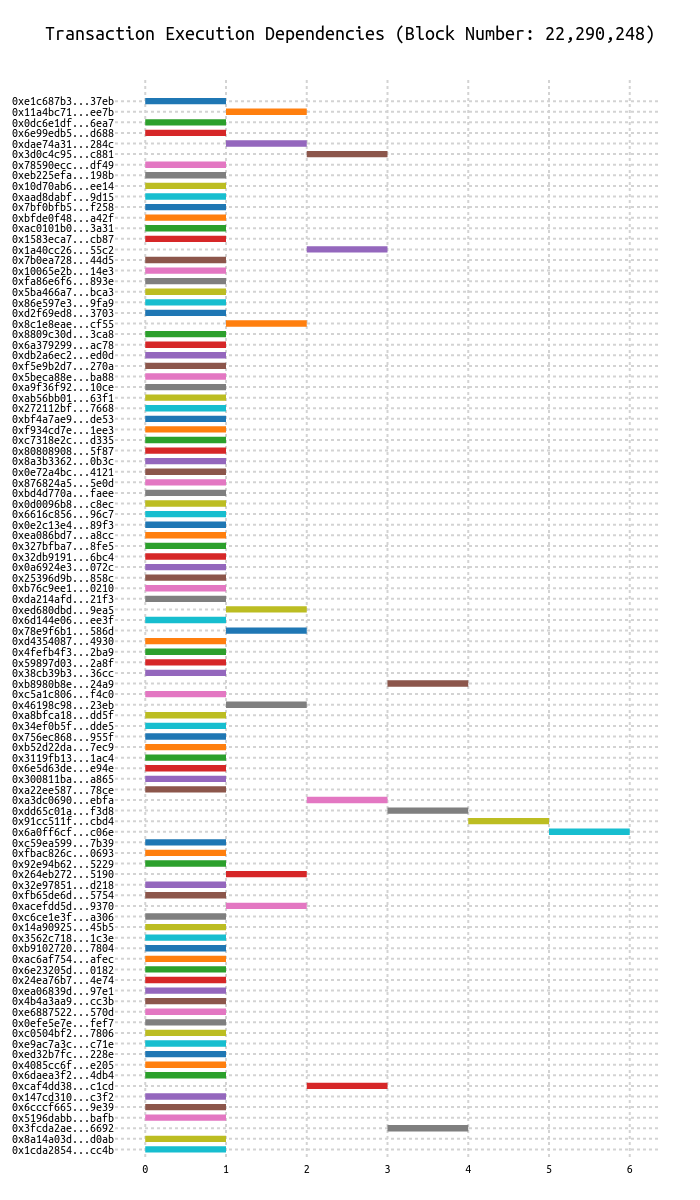 Transaction Execution Dependencies (Block Number: 22,290,248)
0xe1c687b3...37eb
0x11a4bc71...ee7b
0x0dc6e1df...6ea7
0x6e99edb5...d688
0xdae74a31...284c
0x3d0c4c95...c881
0x78590ecc...df49
0xeb225efa...198b
0x10d70ab6...ee14
0xaad8dabf...9d15
0x7bf0bfb5...f258
0xbfde0f48...a42f
0xac0101b0...3a31
0x1583eca7...cb87
0x1a40cc26...55c2
0x7b0ea728...44d5
0x10065e2b...14e3
0xfa86e6f6...893e
0x5ba466a7...bca3
0x86e597e3...9fa9
0xd2f69ed8...3703
0x8c1e8eae...cf55
0x8809c30d...3ca8
0x6a379299...ac78
0xdb2a6ec2...ed0d
0xf5e9b2d7...270a
0x5beca88e...ba88
0xa9f36f92...10ce
0xab56bb01...63f1
0x272112bf...7668
0xbf4a7ae9...de53
0xf934cd7e...1ee3
0xc7318e2c...d335
0x80808908...5f87
0x8a3b3362...0b3c
0x0e72a4bc...4121
0x876824a5...5e0d
0xbd4d770a...faee
0x0d0096b8...c8ec
0x6616c856...96c7
0x0e2c13e4...89f3
0xea086bd7...a8cc
0x327bfba7...8fe5
0x32db9191...6bc4
0x0a6924e3...072c
0x25396d9b...858c
0xb76c9ee1...0210
0xda214afd...21f3
0xed680dbd...9ea5
0x6d144e06...ee3f
0x78e9f6b1...586d
0xd4354087...4930
0x4fefb4f3...2ba9
0x59897d03...2a8f
0x38cb39b3...36cc
0xb8980b8e...24a9
0xc5a1c806...f4c0
0x46198c98...23eb
0xa8bfca18...dd5f
0x34ef0b5f...dde5
0x756ec868...955f
0xb52d22da...7ec9
0x3119fb13...1ac4
0x6e5d63de...e94e
0x300811ba...a865
0xa22ee587...78ce
0xa3dc0690...ebfa
0xdd65c01a...f3d8
0x91cc511f...cbd4
0x6a0ff6cf...c06e
0xc59ea599...7b39
0xfbac826c...0693
0x92e94b62...5229
0x264eb272...5190
0x32e97851...d218
0xfb65de6d...5754
0xacefdd5d...9370
0xc6ce1e3f...a306
0x14a90925...45b5
0x3562c718...1c3e
0xb9102720...7804
0xac6af754...afec
0x6e23205d...0182
0x24ea76b7...4e74
0xea06839d...97e1
0x4b4a3aa9...cc3b
0xe6887522...570d
0x0efe5e7e...fef7
0xc0504bf2...7806
0xe9ac7a3c...c71e
0xed32b7fc...228e
0x4085cc6f...e205
0x6daea3f2...4db4
0xcaf4dd38...c1cd
0x147cd310...c3f2
0x6cccf665...9e39
0x5196dabb...bafb
0x3fcda2ae...6692
0x8a14a03d...d0ab
0x1cda2854...cc4b
0 1 2 3 4 5 6